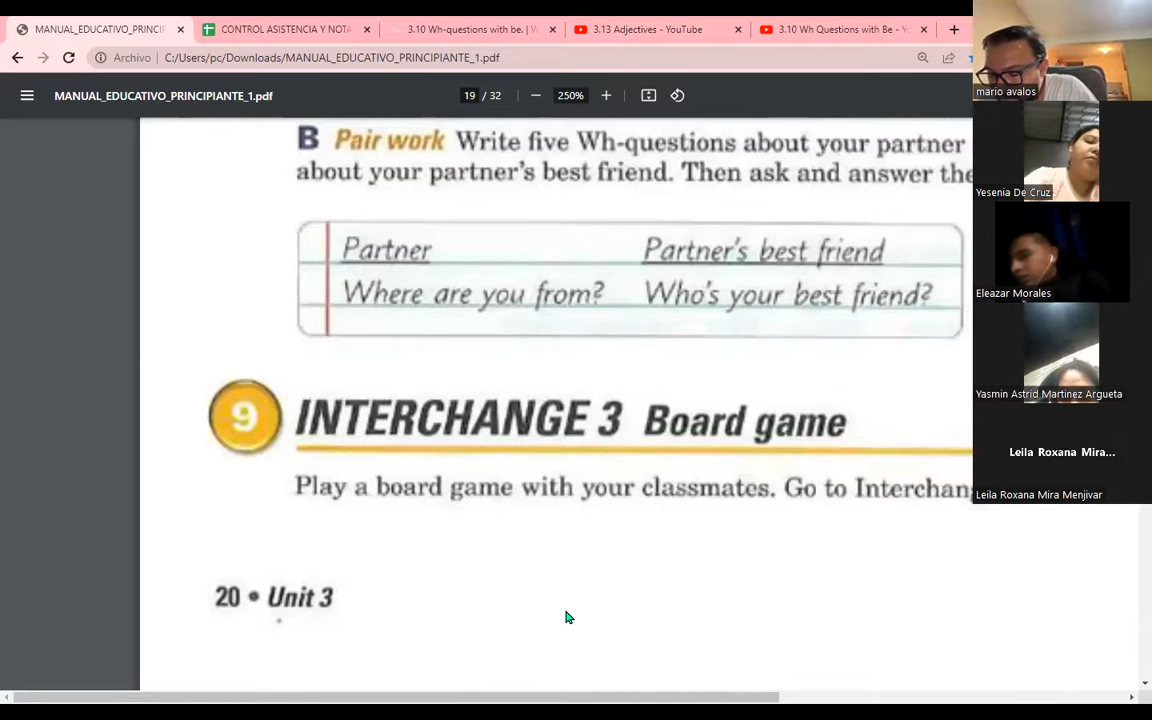 MANUAL_EDUCATIVO_PRINCIP
CONTROL ASISTENCIA Y NOTA
3.10 Wh-questions with be. |
3.13 Adjectives - YouTube
3.10 Wh Questions with Be - Y
Archivo
C:/Users/pc/Downloads/MANUAL_EDUCATIVO_PRINCIPIANTE_1.pdf
MANUAL_EDUCATIVO_PRINCIPIANTE_1.pdf
19 / 32
250%
B Pair work Write five Wh-questions about your partner
about your partner's best friend. Then ask and answer the
Partner Partner's best friend
Where are you from? Who's your best friend?
9 INTERCHANGE 3 Board game
Play a board game with your classmates. Go to Interchan
20 • Unit 3
mario avalos
Yesenia De Cruz
Eleazar Morales
Yasmin Astrid Martinez Argueta
Leila Roxana Mira...
Leila Roxana Mira Menjivar